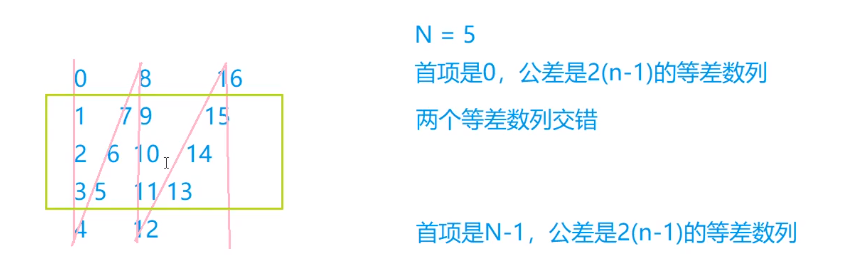 N = 5
0 8 16 首项是0，公差是2(n-1)的等差数列
1 7 9 15 两个等差数列交错
2 6 10 14
3 5 11 13
4 12 首项是N-1，公差是2(n-1)的等差数列